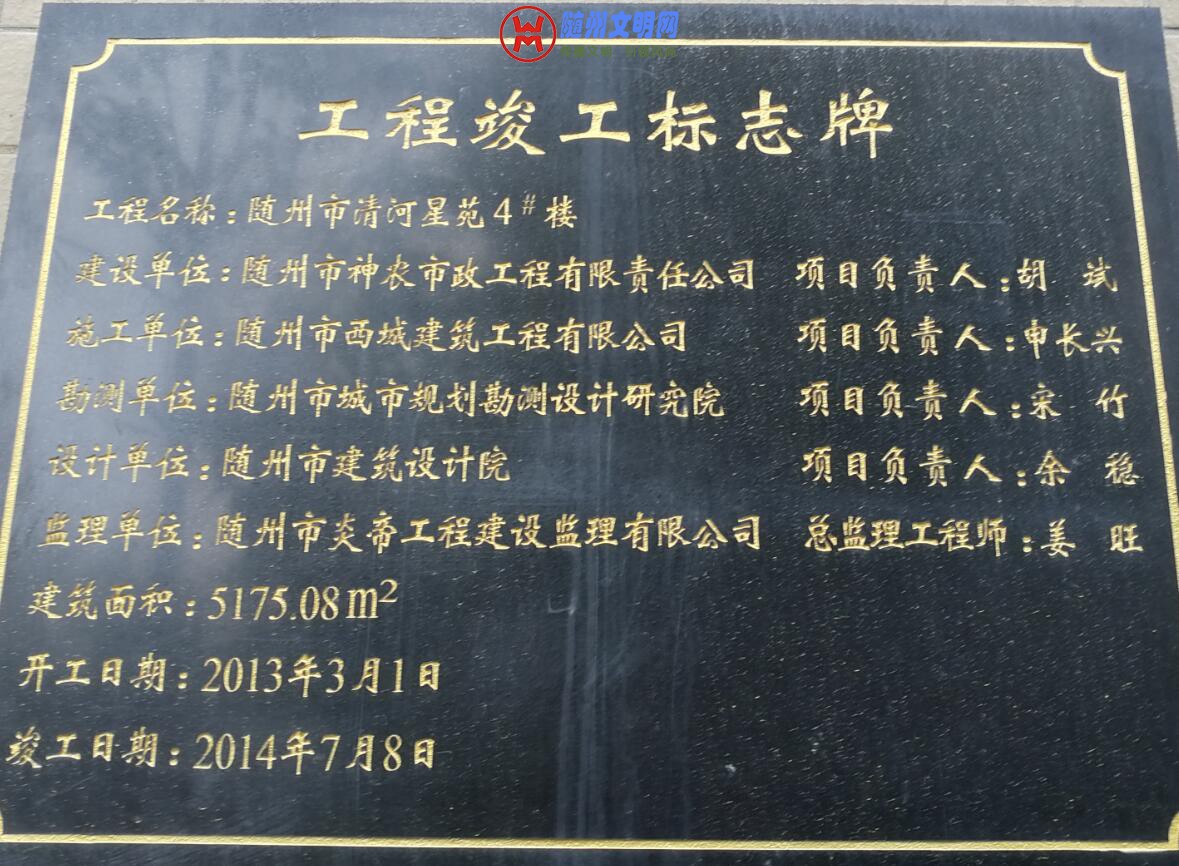 随州文明网
工程竣工标志牌
工程名称：随州市清河星苑4#楼
建设单位：随州市神农市政工程有限责任公司 项目负责人：胡 斌
施工单位：随州市西城建筑工程有限公司 项目负责人：申长兴
勘测单位：随州市城市规划勘测设计研究院 项目负责人：宋 竹
设计单位：随州市建筑设计院 项目负责人：余 稳
监理单位：随州市炎帝工程建设监理有限公司 总监理工程师：姜 旺
建筑面积：5175.08m²
开工日期：2013年3月1日
竣工日期：2014年7月8日